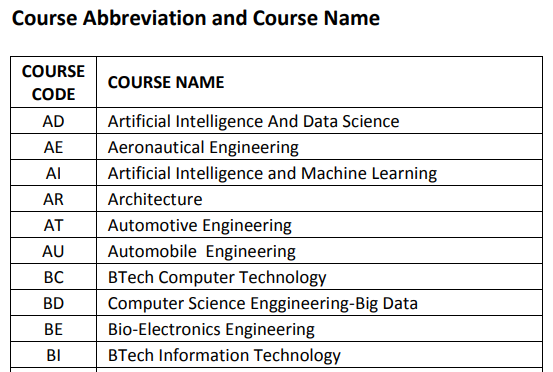 Course Abbreviation and Course Name
COURSE CODE COURSE NAME
AD Artificial Intelligence And Data Science
AE Aeronautical Engineering
AI Artificial Intelligence and Machine Learning
AR Architecture
AT Automotive Engineering
AU Automobile  Engineering
BC BTech Computer Technology
BD Computer Science Enggineering-Big Data
BE Bio-Electronics Engineering
BI BTech Information Technology